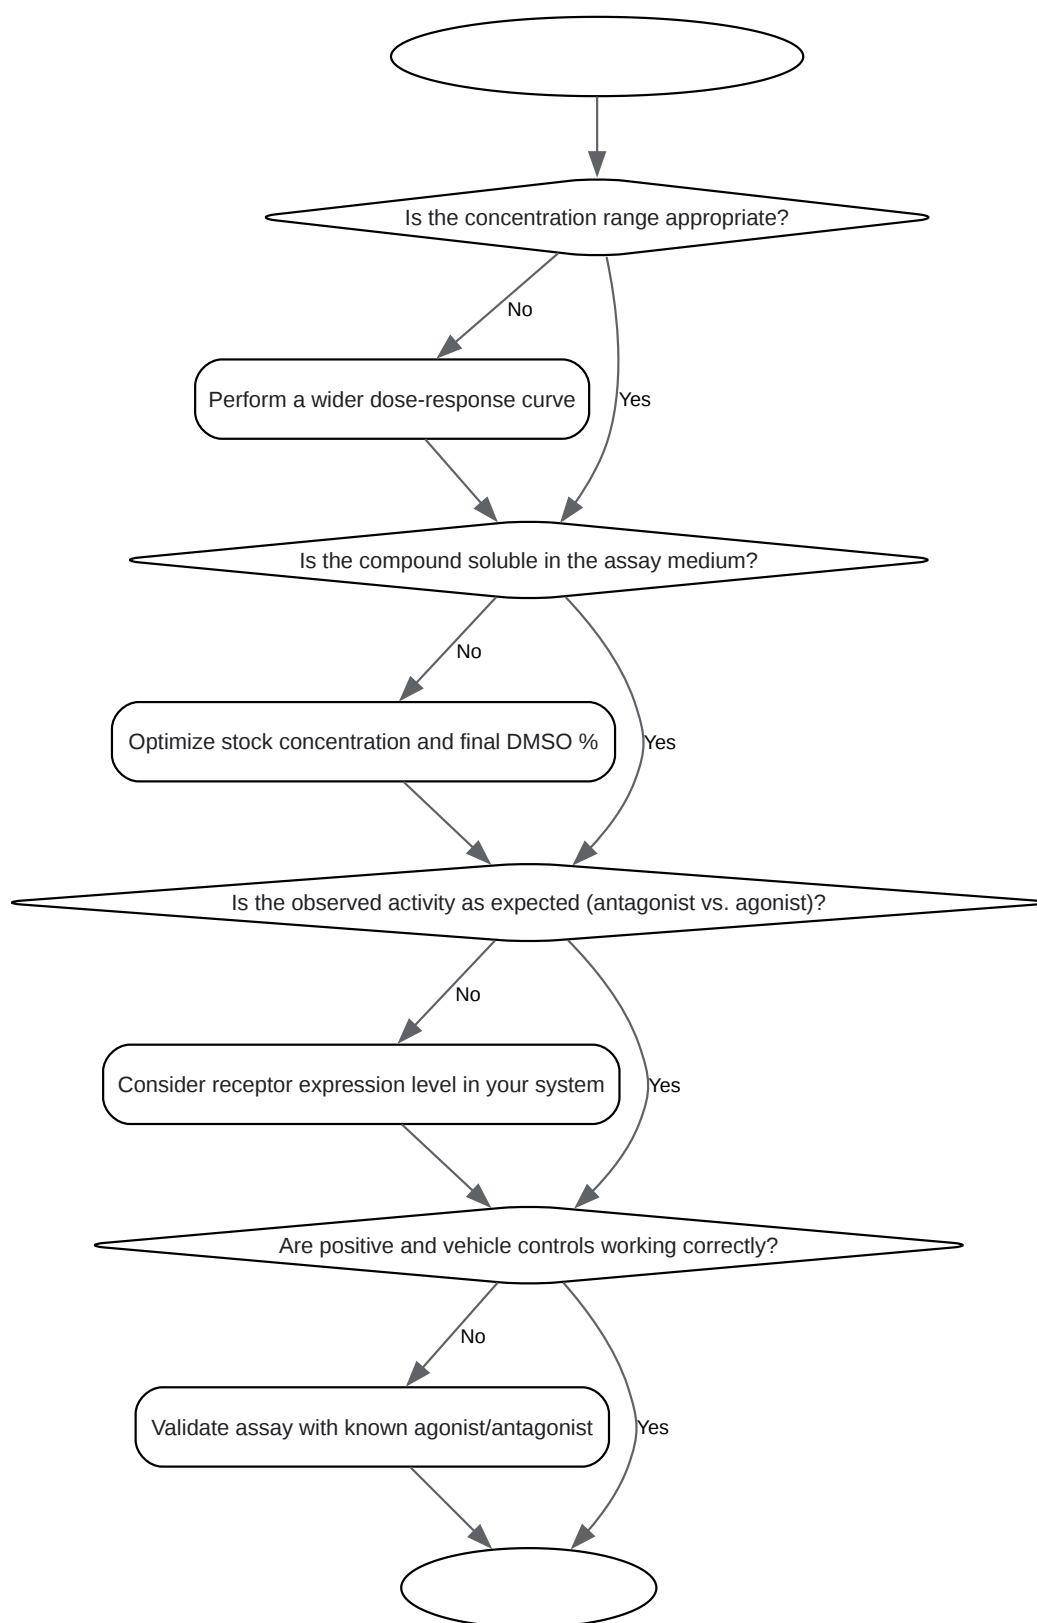 Is the concentration range appropriate?
No
Perform a wider dose-response curve
Yes
Is the compound soluble in the assay medium?
No
Optimize stock concentration and final DMSO %
Yes
Is the observed activity as expected (antagonist vs. agonist)?
No
Consider receptor expression level in your system
Yes
Are positive and vehicle controls working correctly?
No
Validate assay with known agonist/antagonist
Yes